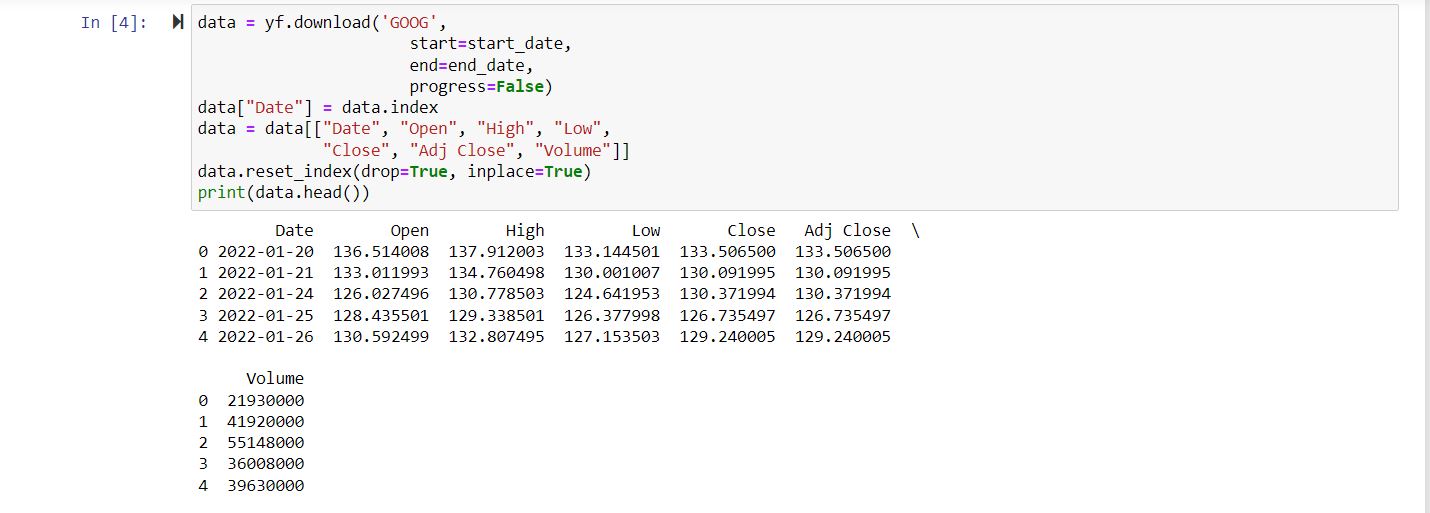 In [4]:
data = yf.download('GOOG',
start=start_date,
end=end_date,
progress=False)
data["Date"] = data.index
data = data[["Date", "Open", "High", "Low",
"Close", "Adj Close", "Volume"]]
data.reset_index(drop=True, inplace=True)
print(data.head())
Date Open High Low Close Adj Close \
0 2022-01-20 136.514008 137.912003 133.144501 133.506500 133.506500
1 2022-01-21 133.011993 134.760498 130.001007 130.091995 130.091995
2 2022-01-24 126.027496 130.778503 124.641953 130.371994 130.371994
3 2022-01-25 128.435501 129.338501 126.377998 126.735497 126.735497
4 2022-01-26 130.592499 132.807495 127.153503 129.240005 129.240005
Volume
0 21930000
1 41920000
2 55148000
3 36008000
4 39630000